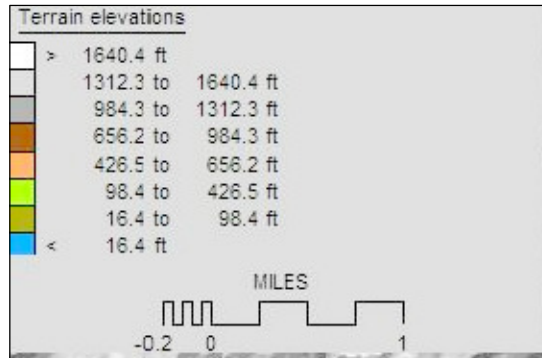 Terrain elevations
> 1640.4 ft
1312.3 to 1640.4 ft
984.3 to 1312.3 ft
656.2 to 984.3 ft
426.5 to 656.2 ft
98.4 to 426.5 ft
16.4 to 98.4 ft
< 16.4 ft
MILES
-0.2 0 1